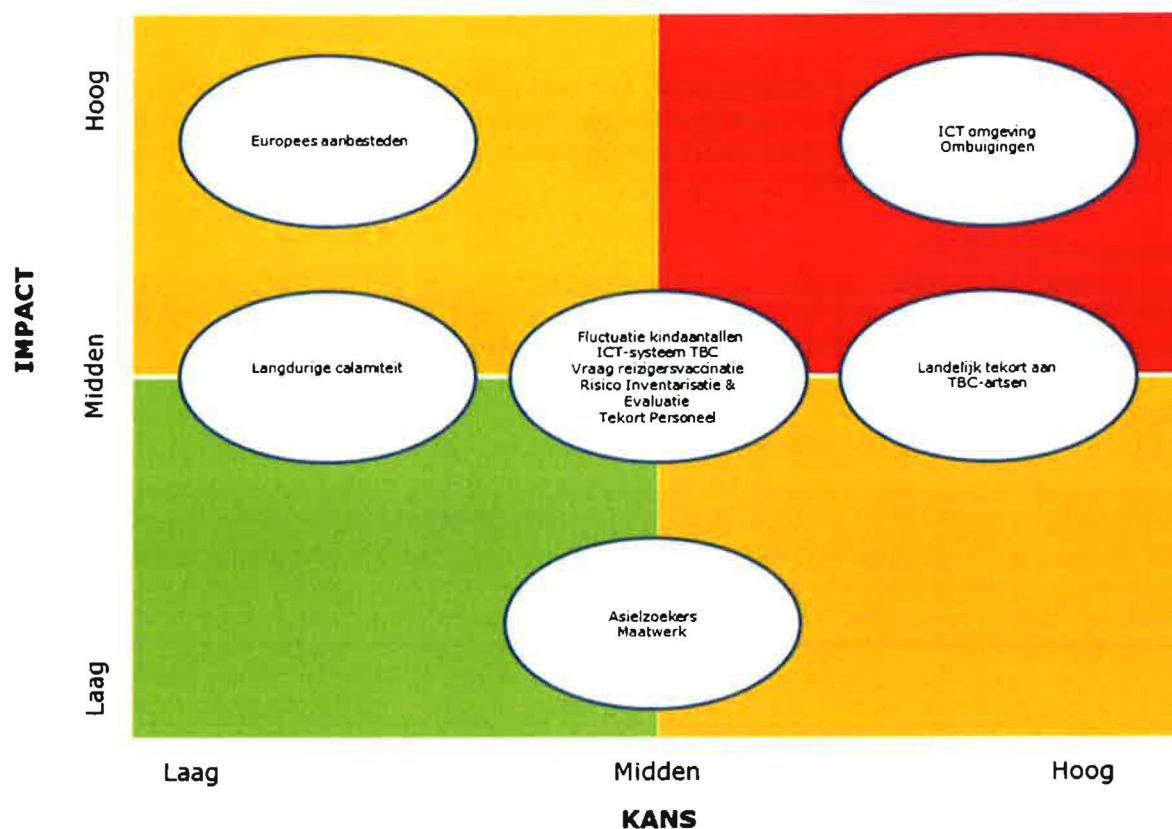 IMPACT
Hoog
Midden
Laag
Europees aanbesteden
ICT omgeving
Ombuigingen
Langdurige calamiteit
Fluctuatie kindaantallen
ICT-systeem TBC
Vraag reizigersvaccinatie
Risico Inventarisatie &
Evaluatie
Tekort Personeel
Landelijk tekort aan
TBC-artsen
Asielzoekers
Maatwerk
Laag
Midden
Hoog
KANS